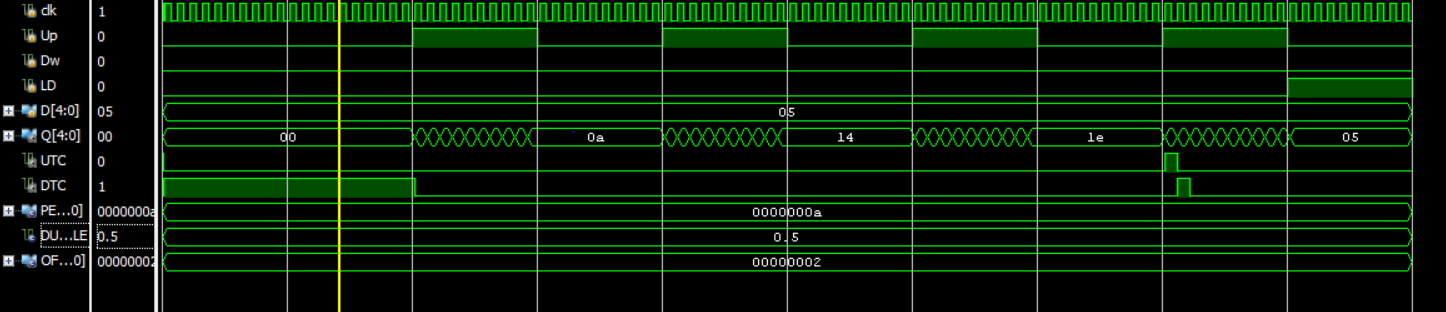 clk 1
Up 0
Dw 0
LD 0
D[4:0] 05 05
Q[4:0] 00 00 0a 14 1e 05
UTC 0
DTC 1
PE...0] 0000000a 0000000a
DU...LE 0.5 0.5
OF...0] 00000002 00000002